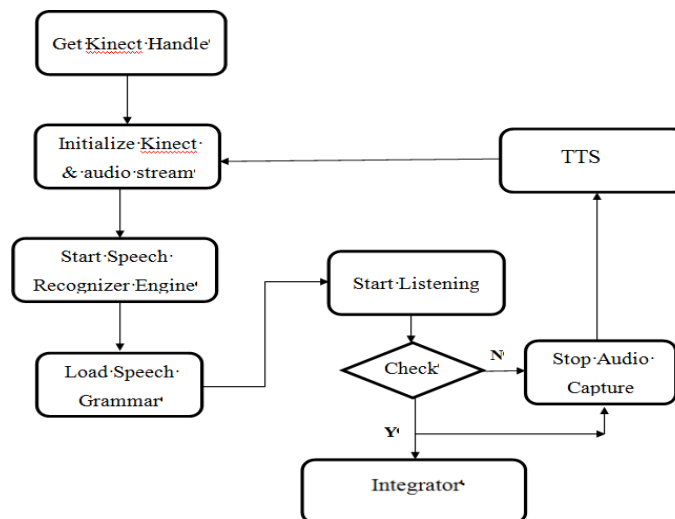 Get Kinect Handle
Initialize Kinect
& audio stream
TTS
Start Speech
Recognizer Engine
Start Listening
Load Speech
Grammar
Check
N
Stop Audio
Capture
Y
Integrator